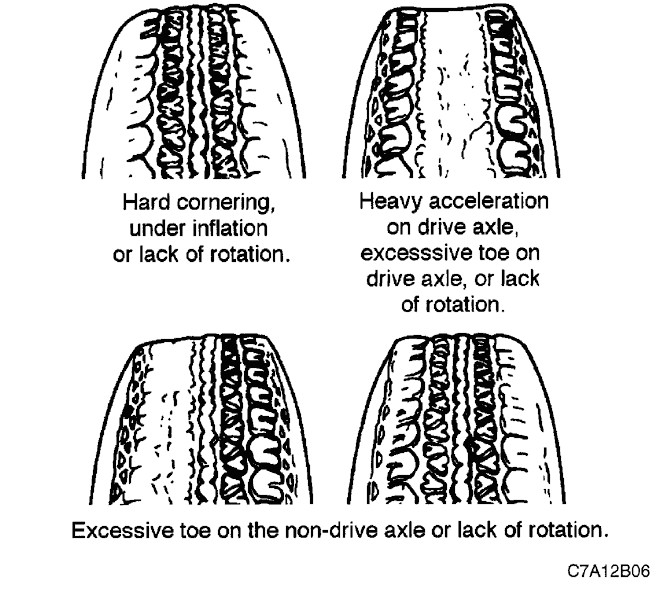 Hard cornering,
under inflation
or lack of rotation.
Heavy acceleration
on drive axle,
excesssive toe on
drive axle, or lack
of rotation.
Excessive toe on the non-drive axle or lack of rotation.
C7A12B06